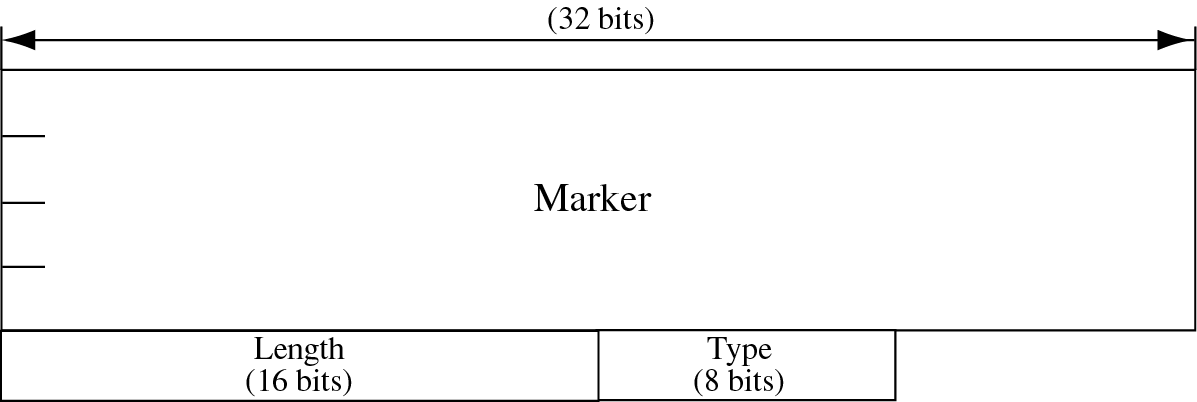 (32 bits)
Marker
Length
(16 bits)
Type
(8 bits)